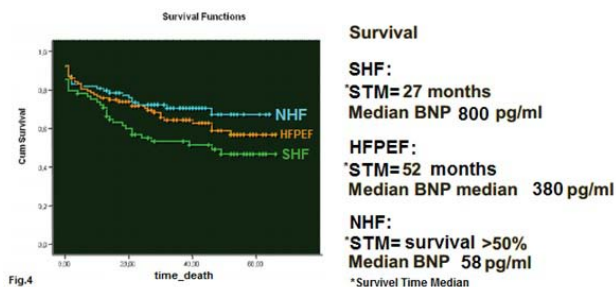 Survival Functions
Cum Survival
1,0
0,8
0,6
0,4
0,2
0,0
NHF
HFPEF
SHF
0,00
20,00
40,00
60,00
time_death
Fig.4
Survival
SHF:
*STM= 27 months
Median BNP 800 pg/ml
HFPEF:
*STM= 52 months
Median BNP median 380 pg/ml
NHF:
*STM= survival >50%
Median BNP 58 pg/ml
*Survivel Time Median